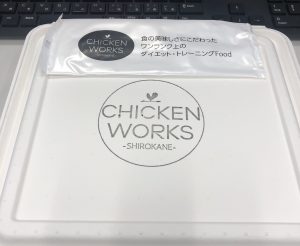 CHICKEN
WORKS
食の美味しさにこだわった
ワンランク上の
ダイエット・トレーニングFood
CHICKEN
WORKS
-SHIROKANE-